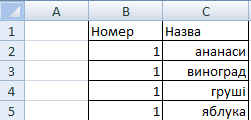 A B C
1 Номер Назва
2 1 ананаси
3 1 виноград
4 1 груші
5 1 яблука